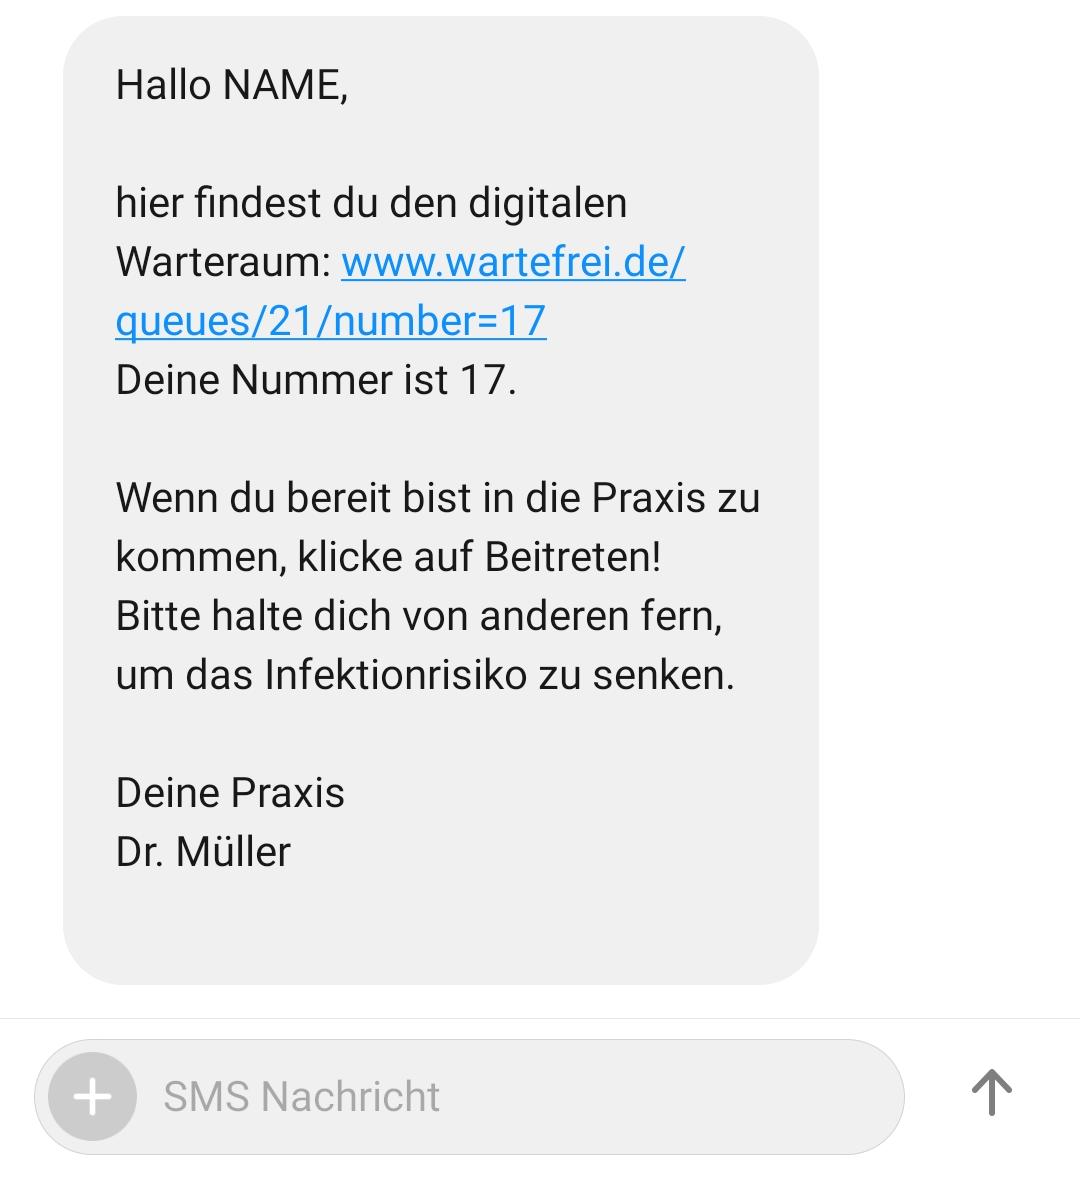 Hallo NAME,
hier findest du den digitalen
Warteraum: www.wartefrei.de/
queues/21/number=17
Deine Nummer ist 17.
Wenn du bereit bist in die Praxis zu
kommen, klicke auf Beitreten!
Bitte halte dich von anderen fern,
um das Infektionrisiko zu senken.
Deine Praxis
Dr. Müller
SMS Nachricht